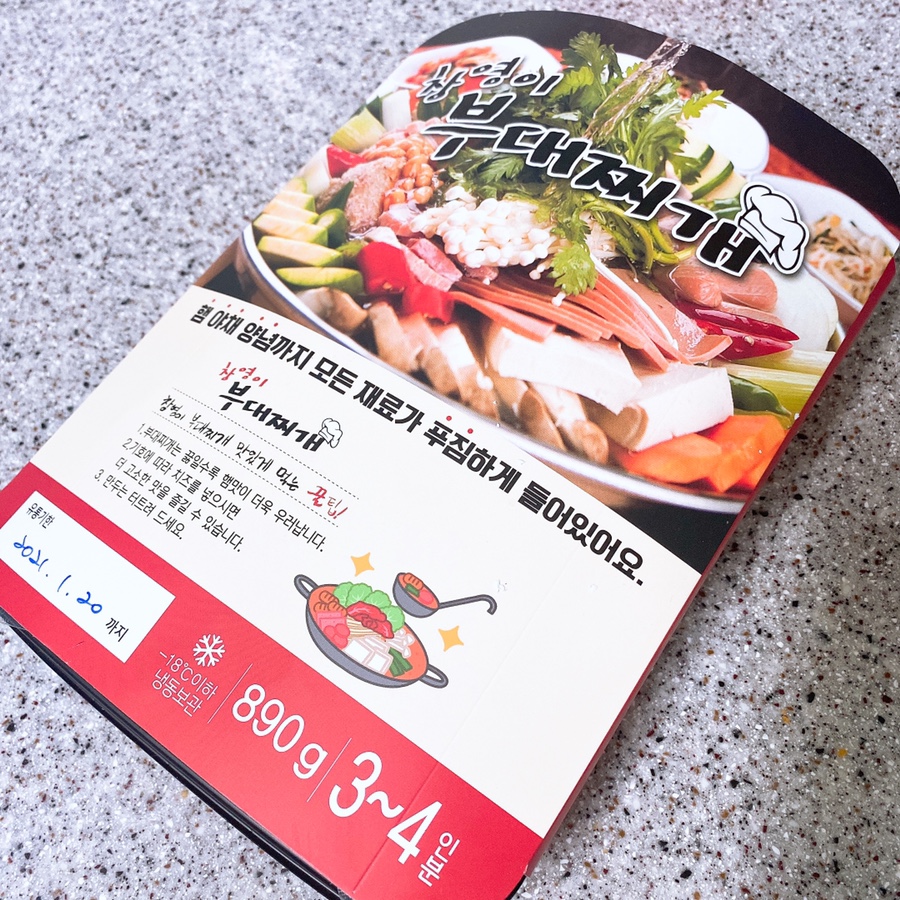 창영이
부대찌개
햄 야채 양념까지 모든 재료가 푸짐하게 들어있어요.
창영이
부대찌개
창영이 부대찌개 맛있게 먹는 꿀팁!
1.부대찌개는 끓일수록 햄맛이 더욱 우러납니다.
2.기호에 따라 치즈를 넣으시면
더 고소한 맛을 즐길 수 있습니다.
3. 만두는 터트려 드세요.
유통기한
2021. 1. 20 까지
-18℃이하
냉동보관
890g
3~4인분